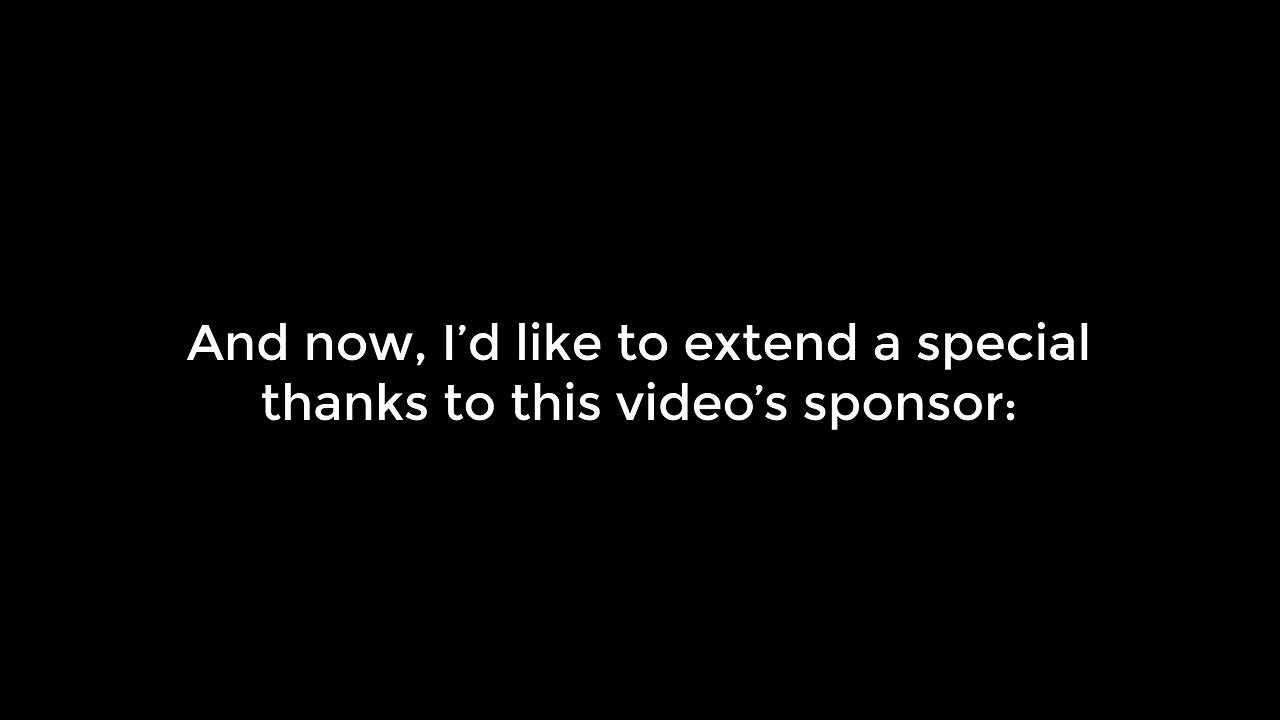 And now, I’d like to extend a special
thanks to this video’s sponsor: